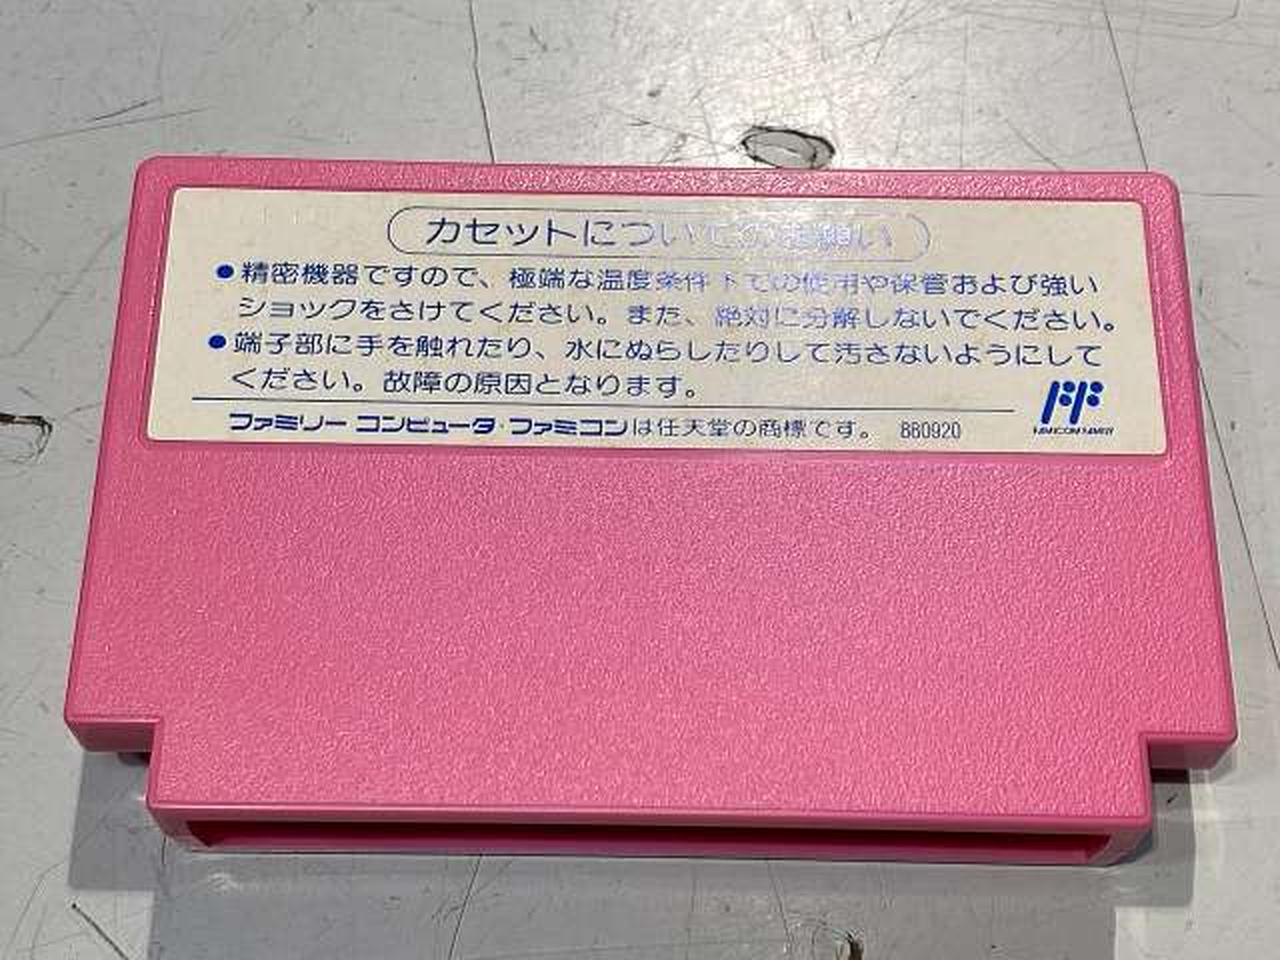 カセットについてのお願い
●精密機器ですので、極端な温度条件下での使用や保管および強い
ショックをさけてください。また、絶対に分解しないでください。
●端子部に手を触れたり、水にぬらしたりして汚さないようにして
ください。故障の原因となります。
ファミリー コンピュータ・ファミコンは任天堂の商標です。 880920
FAMICOM FAMILY